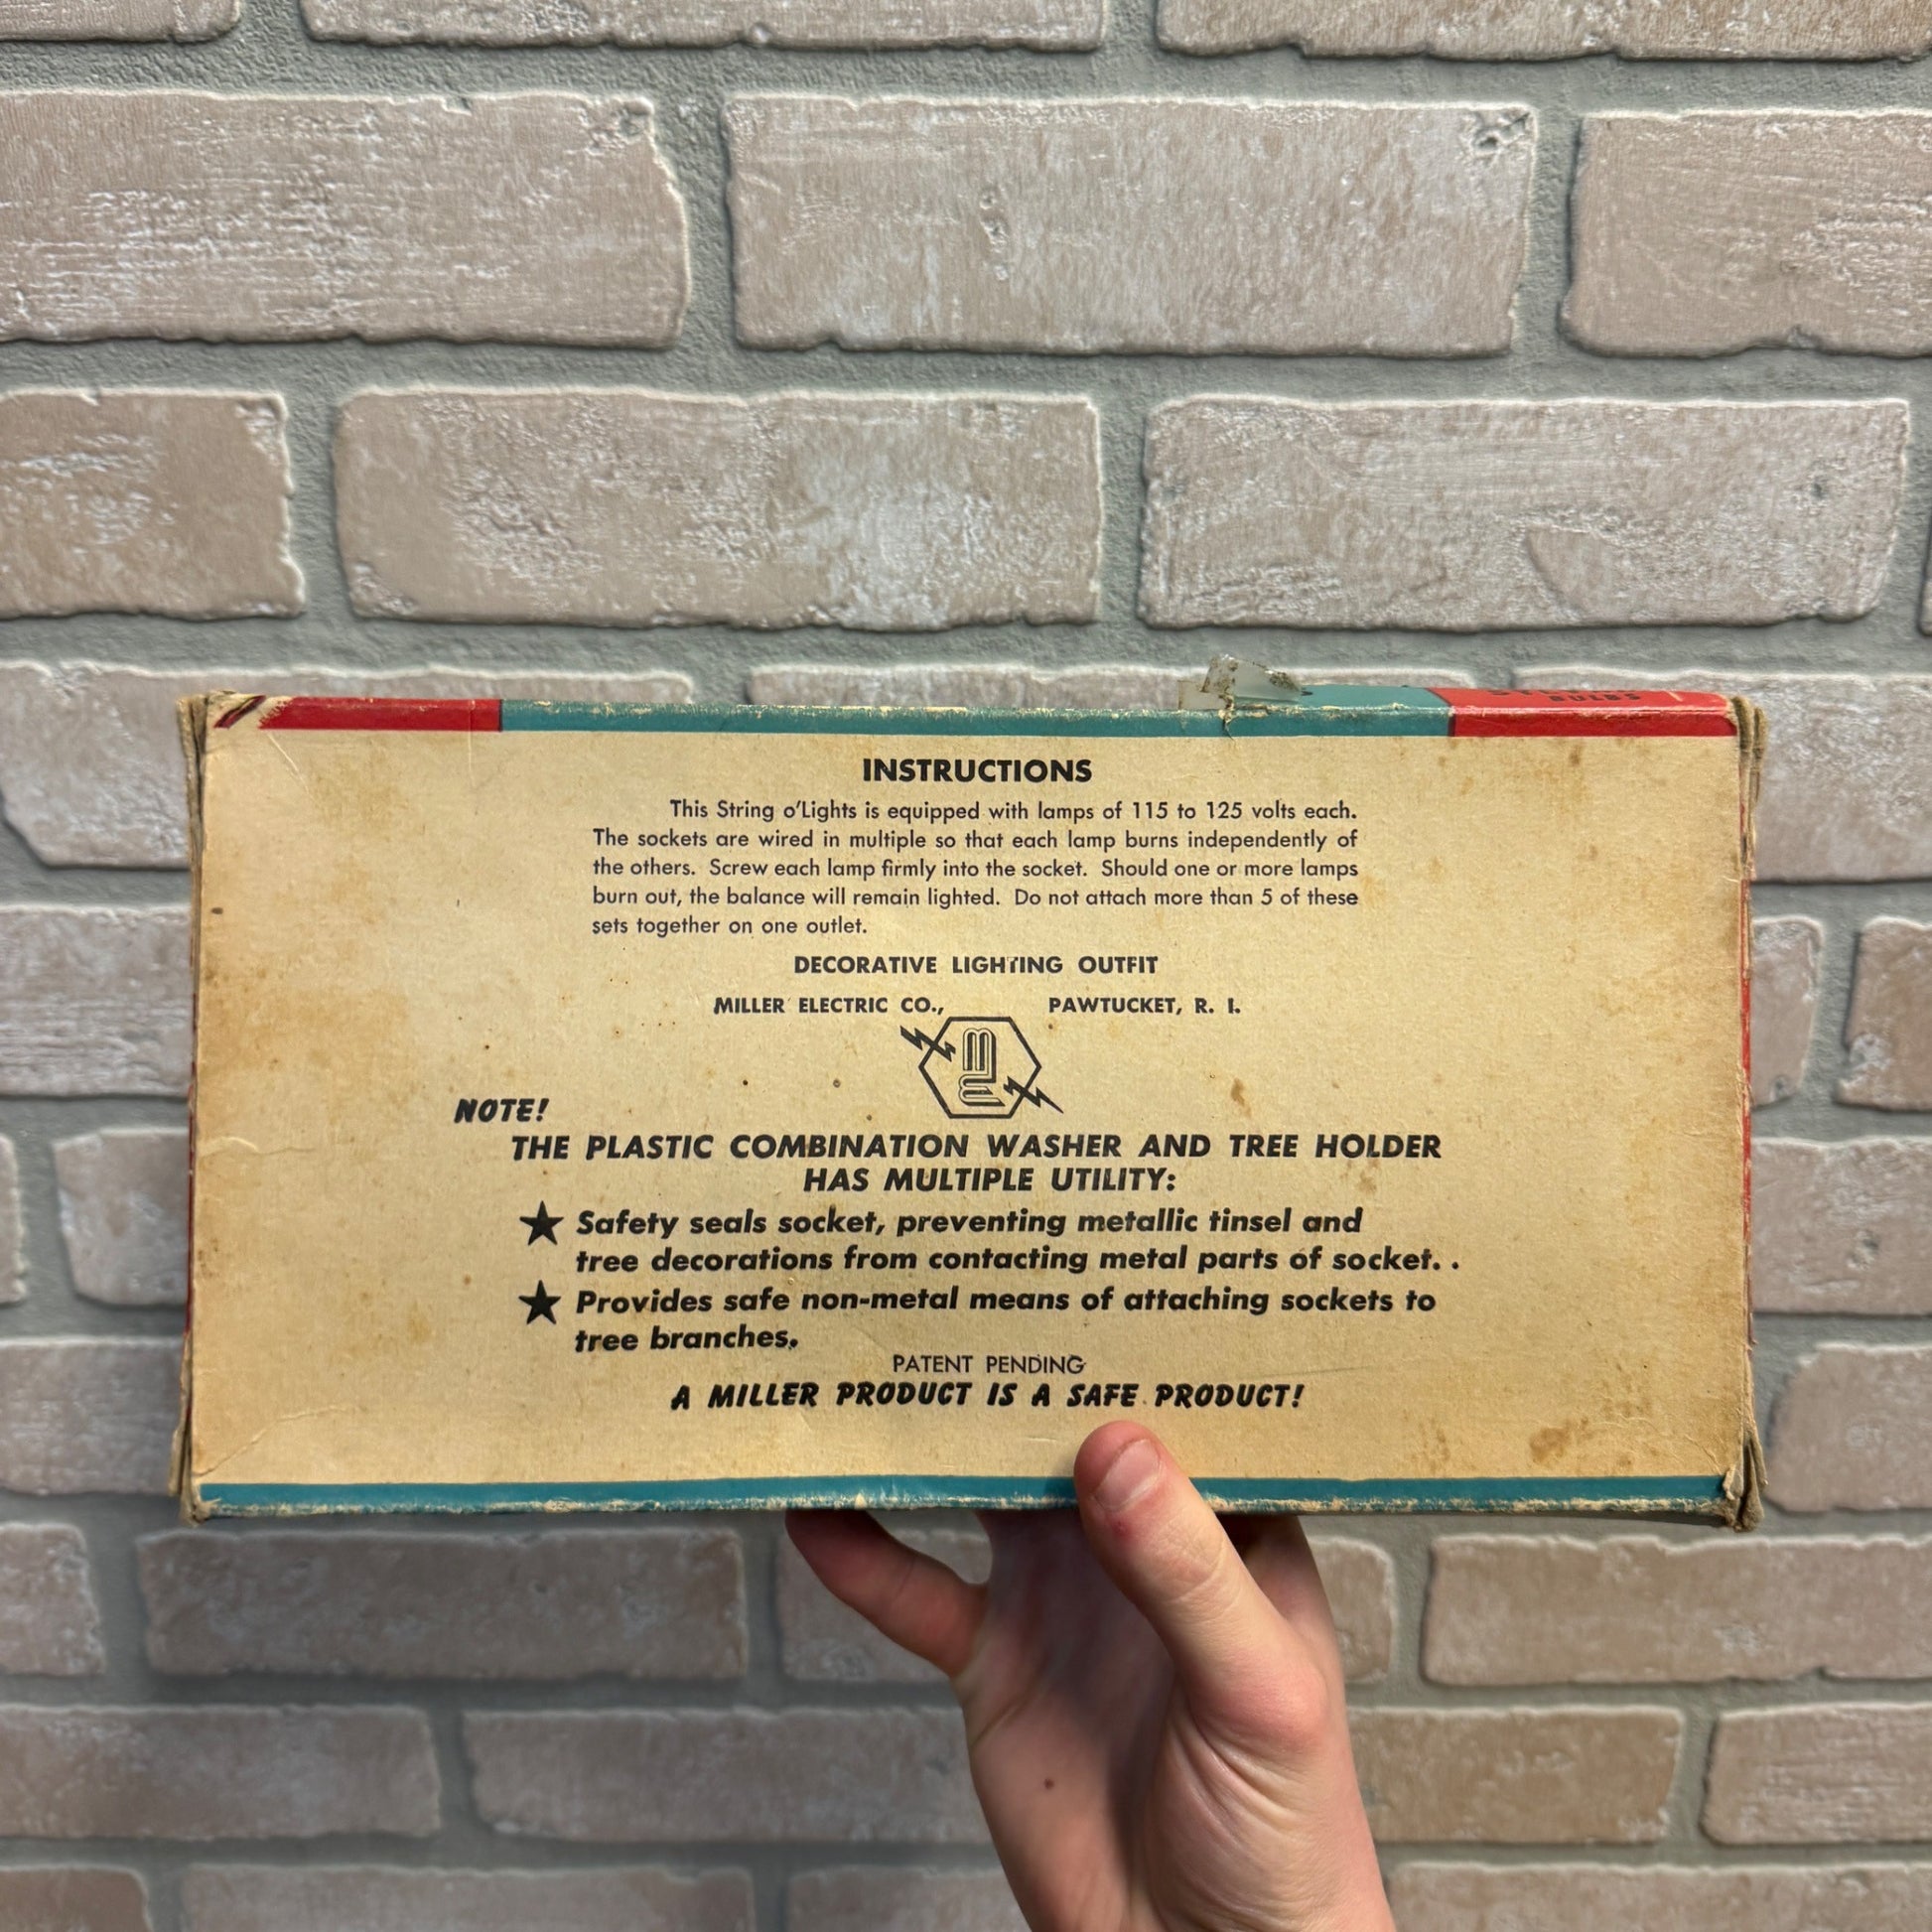 BULBS
INSTRUCTIONS
This String o'Lights is equipped with lamps of 115 to 125 volts each.
The sockets are wired in multiple so that each lamp burns independently of
the others. Screw each lamp firmly into the socket. Should one or more lamps
burn out, the balance will remain lighted. Do not attach more than 5 of these
sets together on one outlet.
DECORATIVE LIGHTING OUTFIT
MILLER ELECTRIC CO., PAWTUCKET, R. I.
NOTE!
THE PLASTIC COMBINATION WASHER AND TREE HOLDER
HAS MULTIPLE UTILITY:
★ Safety seals socket, preventing metallic tinsel and
tree decorations from contacting metal parts of socket. .
★ Provides safe non-metal means of attaching sockets to
tree branches.
PATENT PENDING
A MILLER PRODUCT IS A SAFE PRODUCT!